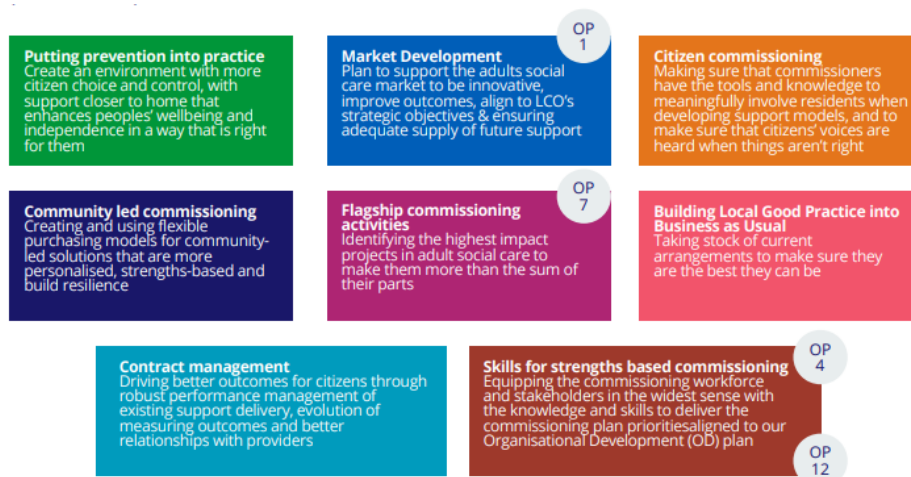 Putting prevention into practice
Create an environment with more
citizen choice and control, with
support closer to home that
enhances peoples' wellbeing and
independence in a way that is right
for them
OP
1
Market Development
Plan to support the adults social
care market to be innovative,
improve outcomes, align to LCO's
strategic objectives & ensuring
adequate supply of future support
Citizen commissioning
Making sure that commissioners
have the tools and knowledge to
meaningfully involve residents when
developing support models, and to
make sure that citizens' voices are
heard when things aren't right
Community led commissioning
Creating and using flexible
purchasing models for community-
led solutions that are more
personalised, strengths-based and
build resilience
OP
7
Flagship commissioning
activities
Identifying the highest impact
projects in adult social care to
make them more than the sum of
their parts
Building Local Good Practice into
Business as Usual
Taking stock of current
arrangements to make sure they
are the best they can be
Contract management
Driving better outcomes for citizens through
robust performance management of
existing support delivery, evolution of
measuring outcomes and better
relationships with providers
OP
4
Skills for strengths based commissioning
Equipping the commissioning workforce
and stakeholders in the widest sense with
the knowledge and skills to deliver the
commissioning plan prioritiesaligned to our
Organisational Development (OD) plan
OP
12